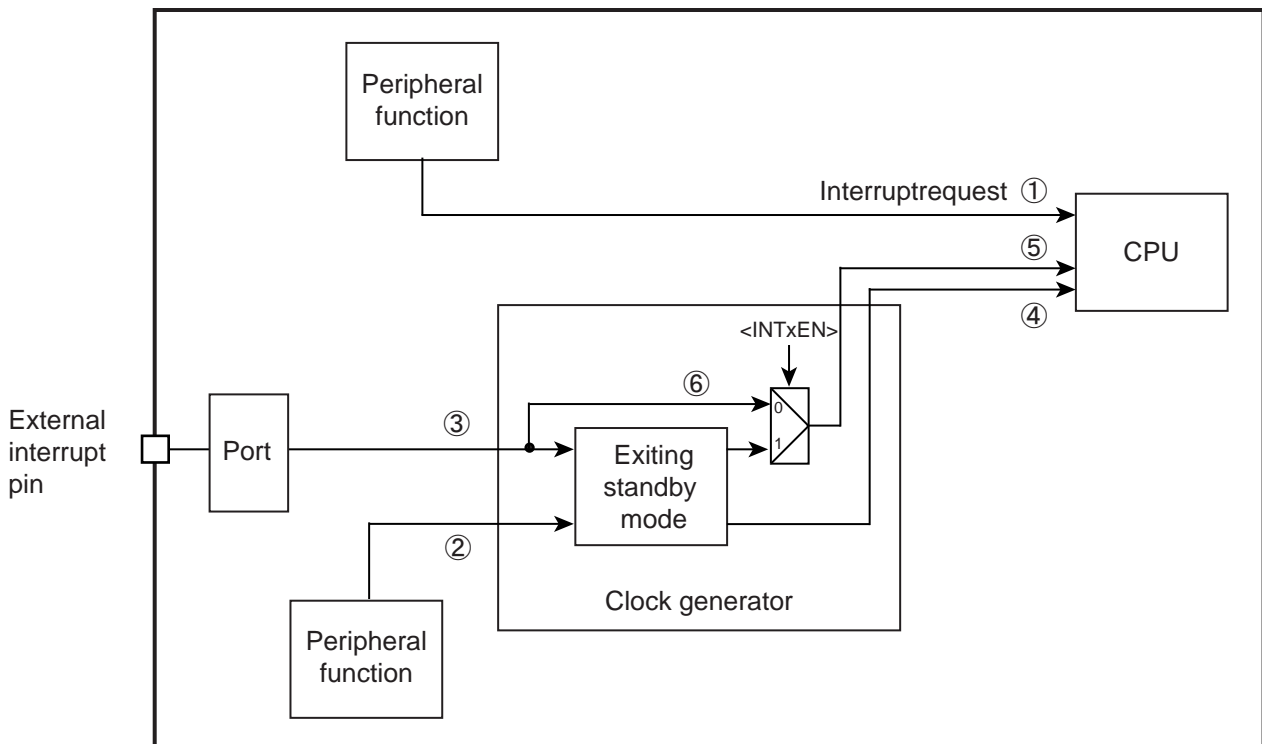 Peripheral
function
Interruptrequest ①
CPU
⑤
④
<INTxEN>
⑥
0
1
External
interrupt
pin
Port
③
Exiting
standby
mode
②
Clock generator
Peripheral
function